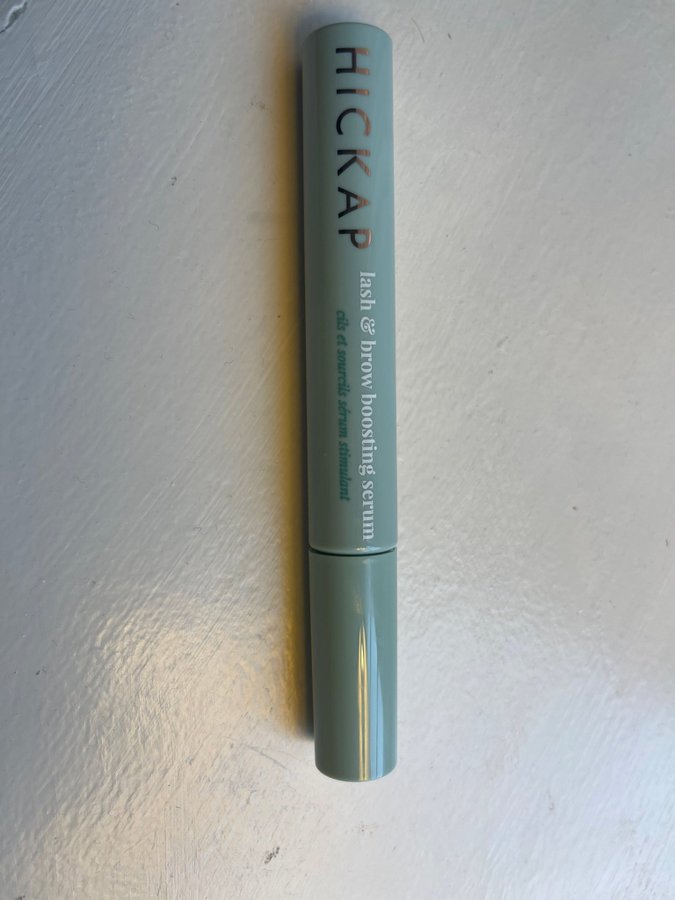 HICKAP
lash & brow boosting serum
cils et sourcils sérum stimulant